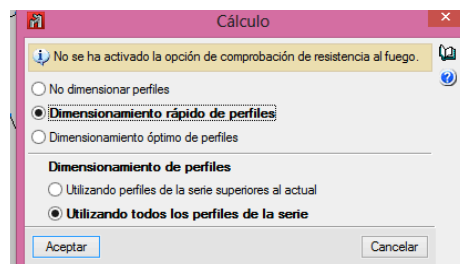 Cálculo
No se ha activado la opción de comprobación de resistencia al fuego.
No dimensionar perfiles
Dimensionamiento rápido de perfiles
Dimensionamiento óptimo de perfiles
Dimensionamiento de perfiles
Utilizando perfiles de la serie superiores al actual
Utilizando todos los perfiles de la serie
Aceptar
Cancelar